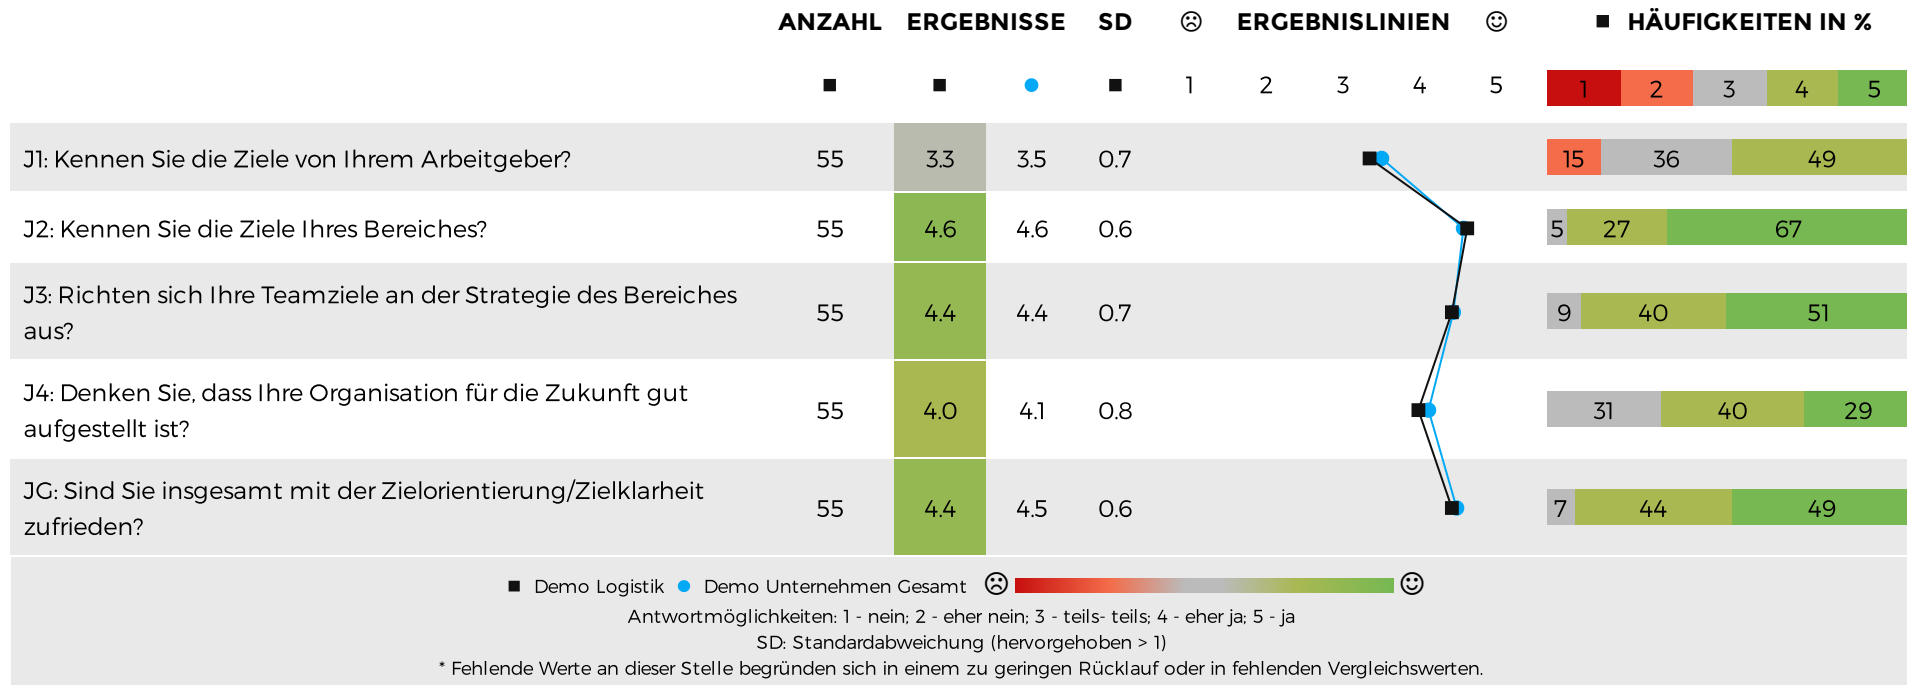 ANZAHL ERGEBNISSE SD ERGEBNISLINIEN HÄUFIGKEITEN IN %
1 2 3 4 5 1 2 3 4 5
J1: Kennen Sie die Ziele von Ihrem Arbeitgeber? 55 3.3 3.5 0.7 15 36 49
J2: Kennen Sie die Ziele Ihres Bereiches? 55 4.6 4.6 0.6 5 27 67
J3: Richten sich Ihre Teamziele an der Strategie des Bereiches
aus? 55 4.4 4.4 0.7 9 40 51
J4: Denken Sie, dass Ihre Organisation für die Zukunft gut
aufgestellt ist? 55 4.0 4.1 0.8 31 40 29
JG: Sind Sie insgesamt mit der Zielorientierung/Zielklarheit
zufrieden? 55 4.4 4.5 0.6 7 44 49
Demo Logistik Demo Unternehmen Gesamt
Antwortmöglichkeiten: 1 - nein; 2 - eher nein; 3 - teils- teils; 4 - eher ja; 5 - ja
SD: Standardabweichung (hervorgehoben > 1)
* Fehlende Werte an dieser Stelle begründen sich in einem zu geringen Rücklauf oder in fehlenden Vergleichswerten.